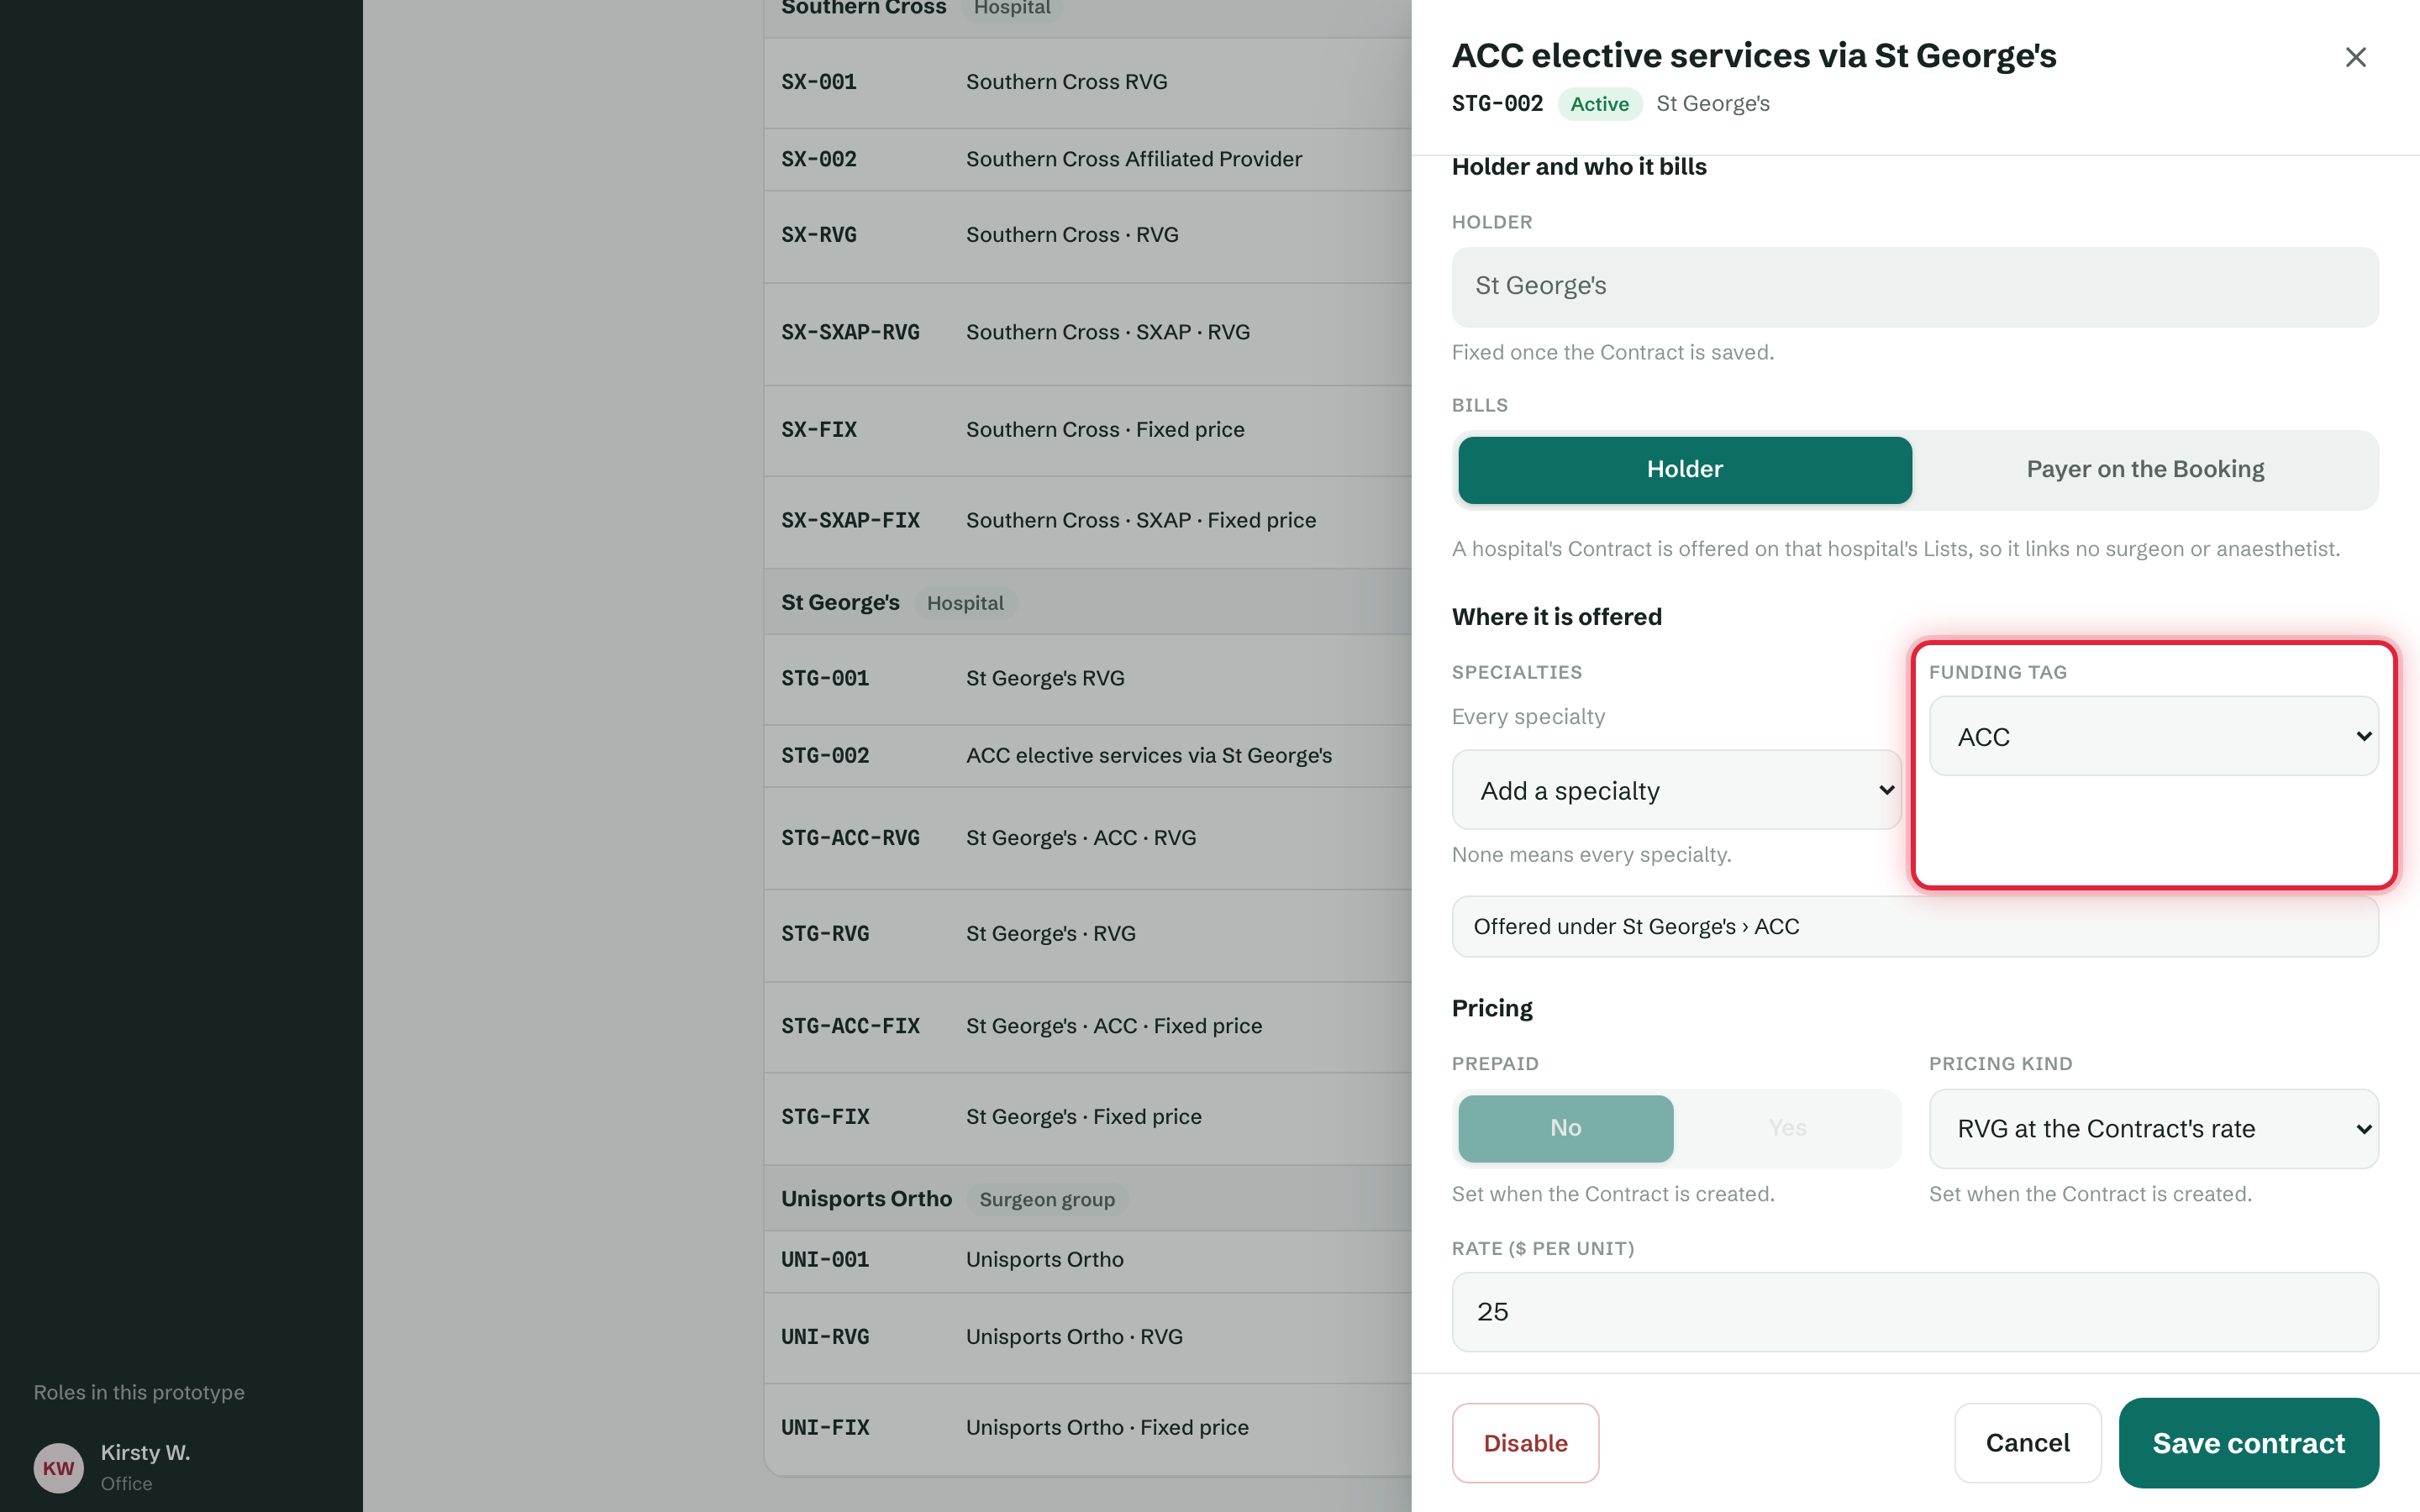 Southern Cross Hospital
SX-001 Southern Cross RVG
SX-002 Southern Cross Affiliated Provider
SX-RVG Southern Cross · RVG
SX-SXAP-RVG Southern Cross · SXAP · RVG
SX-FIX Southern Cross · Fixed price
SX-SXAP-FIX Southern Cross · SXAP · Fixed price
St George's Hospital
STG-001 St George's RVG
STG-002 ACC elective services via St George's
STG-ACC-RVG St George's · ACC · RVG
STG-RVG St George's · RVG
STG-ACC-FIX St George's · ACC · Fixed price
STG-FIX St George's · Fixed price
Unisports Ortho Surgeon group
UNI-001 Unisports Ortho
UNI-RVG Unisports Ortho · RVG
UNI-FIX Unisports Ortho · Fixed price
Roles in this prototype
KW Kirsty W.
Office
ACC elective services via St George's
STG-002 Active St George's
Holder and who it bills
HOLDER
St George's
Fixed once the Contract is saved.
BILLS
Holder Payer on the Booking
A hospital's Contract is offered on that hospital's Lists, so it links no surgeon or anaesthetist.
Where it is offered
SPECIALTIES
Every specialty
Add a specialty
None means every specialty.
FUNDING TAG
ACC
Offered under St George's › ACC
Pricing
PREPAID
No Yes
Set when the Contract is created.
PRICING KIND
RVG at the Contract's rate
Set when the Contract is created.
RATE ($ PER UNIT)
25
Disable Cancel Save contract